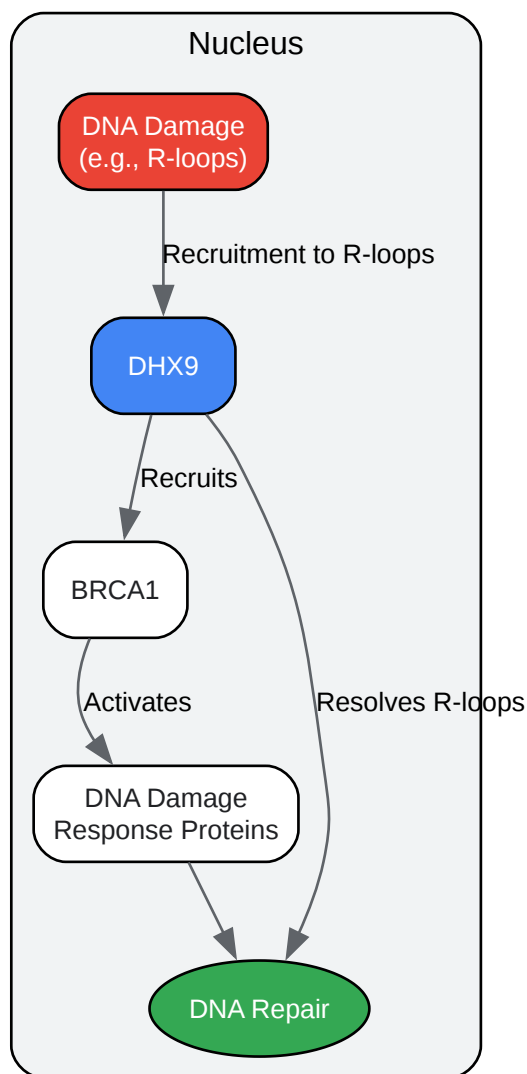 Nucleus
DNA Damage
(e.g., R-loops)
Recruitment to R-loops
DHX9
Recruits
BRCA1
Activates
Resolves R-loops
DNA Damage
Response Proteins
DNA Repair